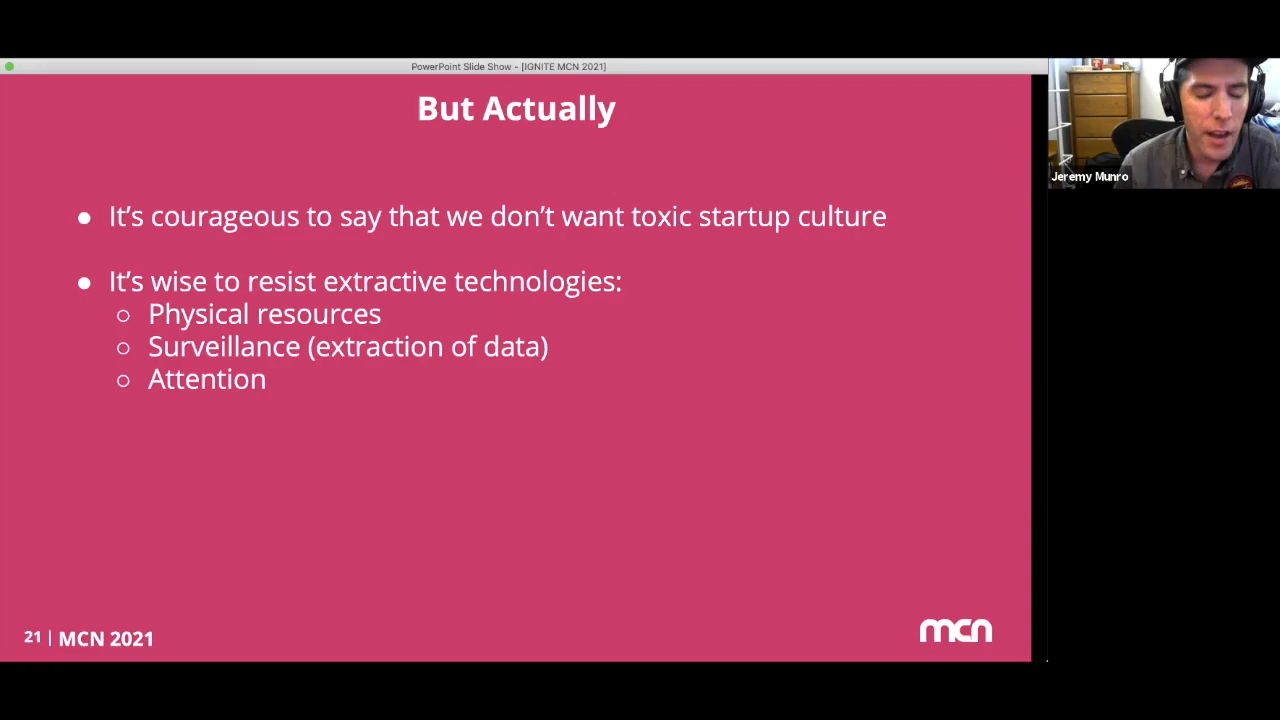 PowerPoint Slide Show - [IGNITE MCN 2021]
But Actually
● It’s courageous to say that we don’t want toxic startup culture
● It’s wise to resist extractive technologies:
○ Physical resources
○ Surveillance (extraction of data)
○ Attention
21 | MCN 2021
mcn
Jeremy Munro